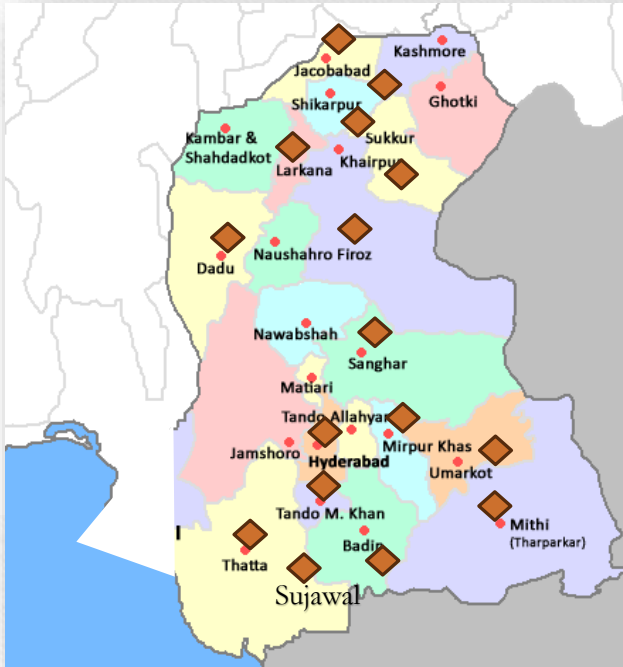 Kashmore
Jacobabad
Ghotki
Shikarpur
Sukkur
Kambar &
Shahdadkot
Khairpur
Larkana
Naushahro Firoz
Dadu
Nawabshah
Sanghar
Matiari
Tando Allahyar
Mirpur Khas
Jamshoro
Hyderabad
Umarkot
Tando M. Khan
Mithi
(Tharparkar)
Badin
Thatta
Sujawal